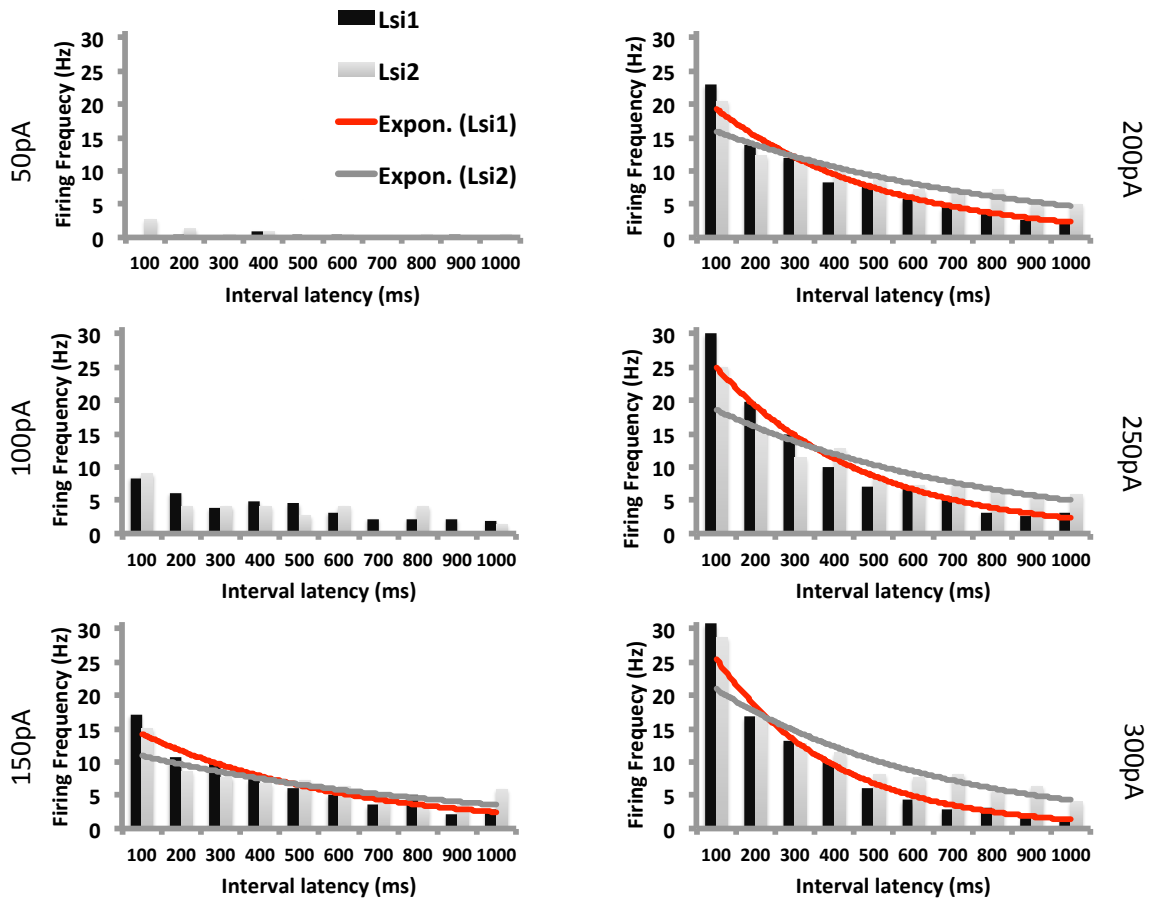 Lsi1
Lsi2
Expon. (Lsi1)
Expon. (Lsi2)
50pA
Firing Frequecy (Hz)
30
25
20
15
10
5
0
100 200 300 400 500 600 700 800 900 1000
Interval latency (ms)
200pA
Firing Frequency (Hz)
30
25
20
15
10
5
0
100 200 300 400 500 600 700 800 900 1000
Interval latency (ms)
100pA
Fring Frequency (Hz)
30
25
20
15
10
5
0
100 200 300 400 500 600 700 800 900 1000
Interval latency (ms)
250pA
Firing Frequency (Hz)
30
25
20
15
10
5
0
100 200 300 400 500 600 700 800 900 1000
Interval latency (ms)
150pA
Firing Frequency (Hz)
30
25
20
15
10
5
0
100 200 300 400 500 600 700 800 900 1000
Interval latency (ms)
300pA
Firing Frequecy (Hz)
30
25
20
15
10
5
0
100 200 300 400 500 600 700 800 900 1000
Interval latency (ms)